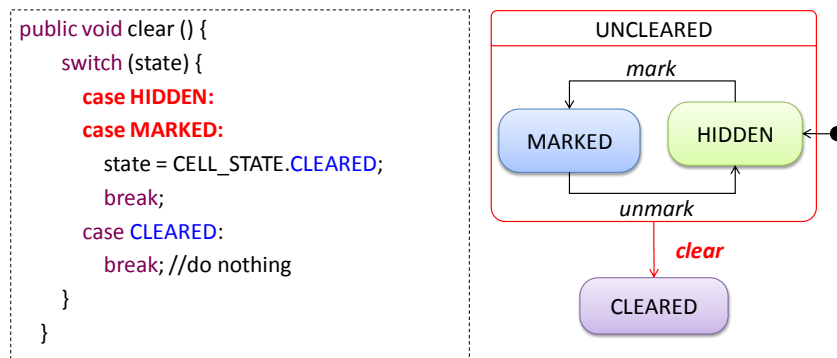 public void clear () {
switch (state) {
case HIDDEN:
case MARKED:
state = CELL_STATE.CLEARED;
break;
case CLEARED:
break; //do nothing
}
}
UNCLEARED
mark
MARKED
HIDDEN
unmark
clear
CLEARED